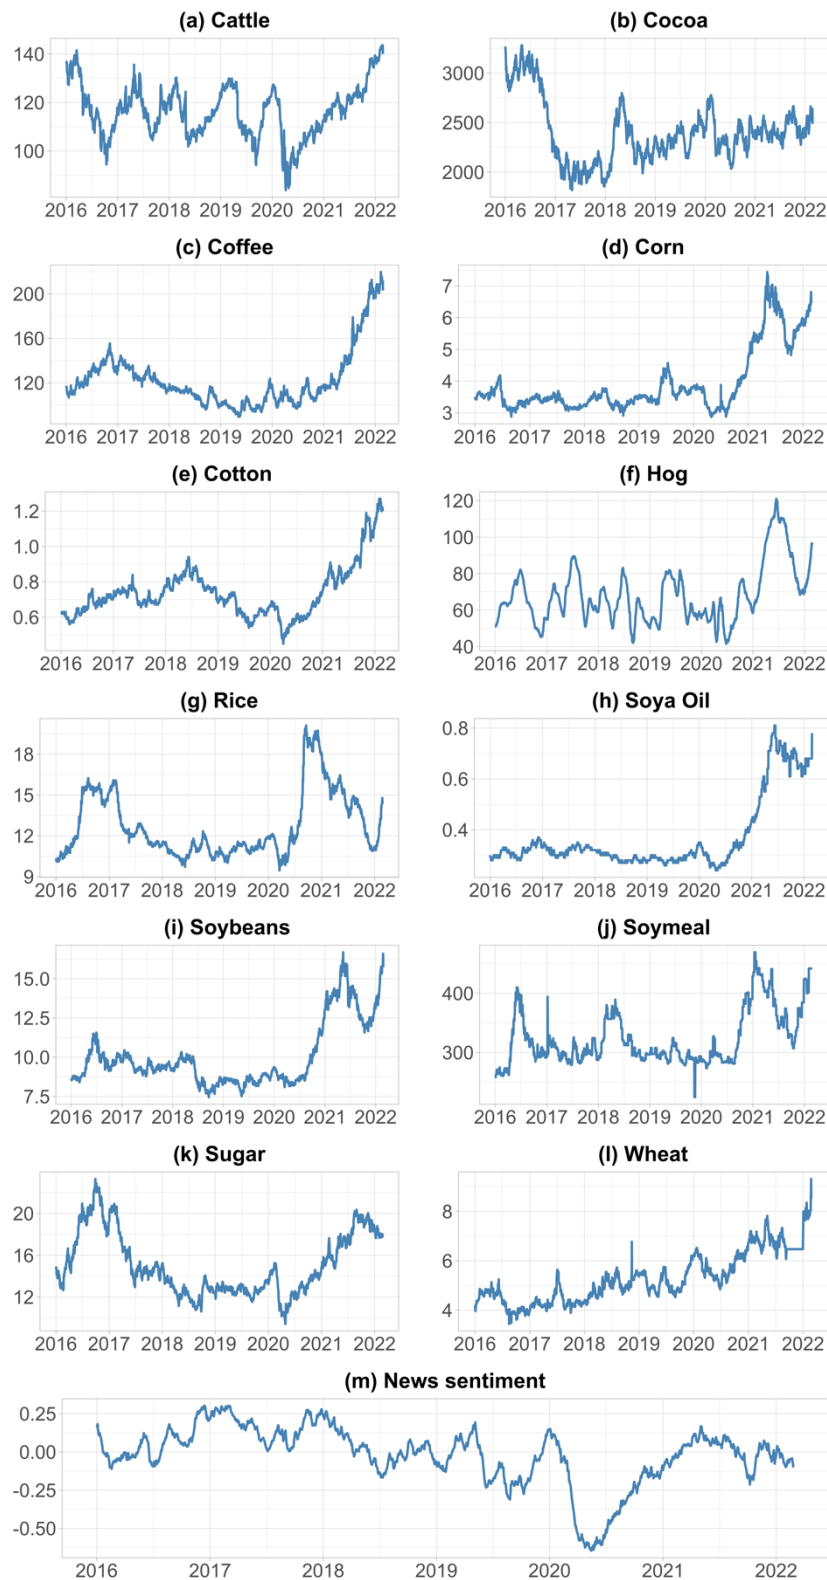 (a) Cattle
140
120
100
2016 2017 2018 2019 2020 2021 2022
(b) Cocoa
3000
2500
2000
2016 2017 2018 2019 2020 2021 2022
(c) Coffee
200
160
120
2016 2017 2018 2019 2020 2021 2022
(d) Corn
7
6
5
4
3
2016 2017 2018 2019 2020 2021 2022
(e) Cotton
1.2
1.0
0.8
0.6
2016 2017 2018 2019 2020 2021 2022
(f) Hog
120
100
80
60
40
2016 2017 2018 2019 2020 2021 2022
(g) Rice
18
15
12
9
2016 2017 2018 2019 2020 2021 2022
(h) Soya Oil
0.8
0.6
0.4
2016 2017 2018 2019 2020 2021 2022
(i) Soybeans
15.0
12.5
10.0
7.5
2016 2017 2018 2019 2020 2021 2022
(j) Soymeal
400
300
2016 2017 2018 2019 2020 2021 2022
(k) Sugar
20
16
12
2016 2017 2018 2019 2020 2021 2022
(l) Wheat
8
6
4
2016 2017 2018 2019 2020 2021 2022
(m) News sentiment
0.25
0.00
-0.25
-0.50
2016 2017 2018 2019 2020 2021 2022